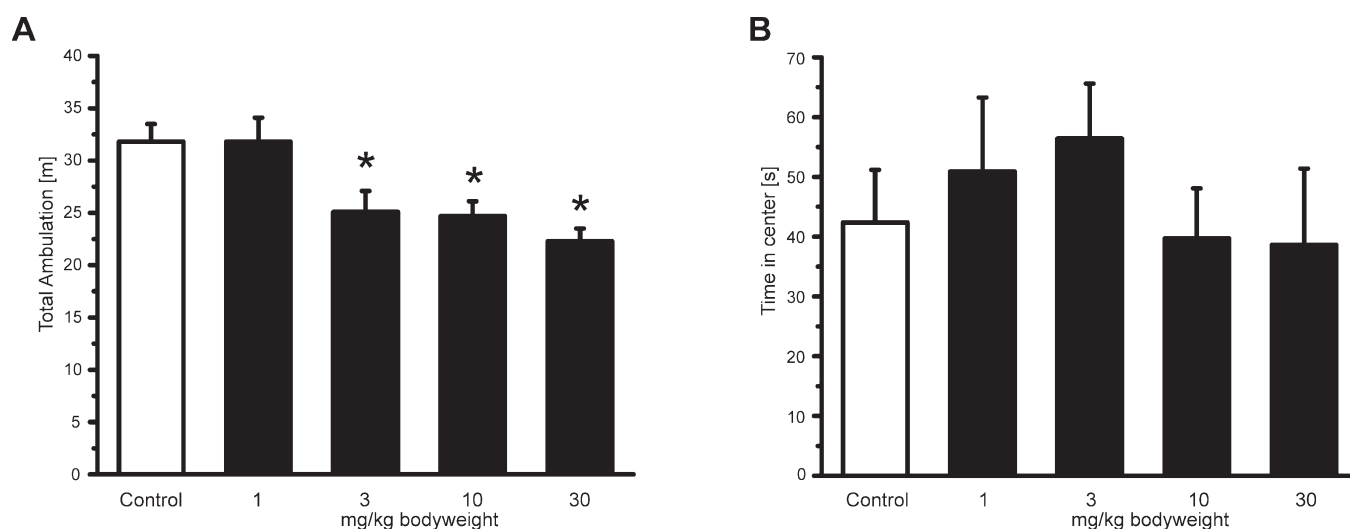 A
Total Ambulation [m]
40
35
30
25
20
15
10
5
0
*
*
*
Control 1 3 10 30
mg/kg bodyweight
B
Time in center [s]
70
60
50
40
30
20
10
0
Control 1 3 10 30
mg/kg bodyweight